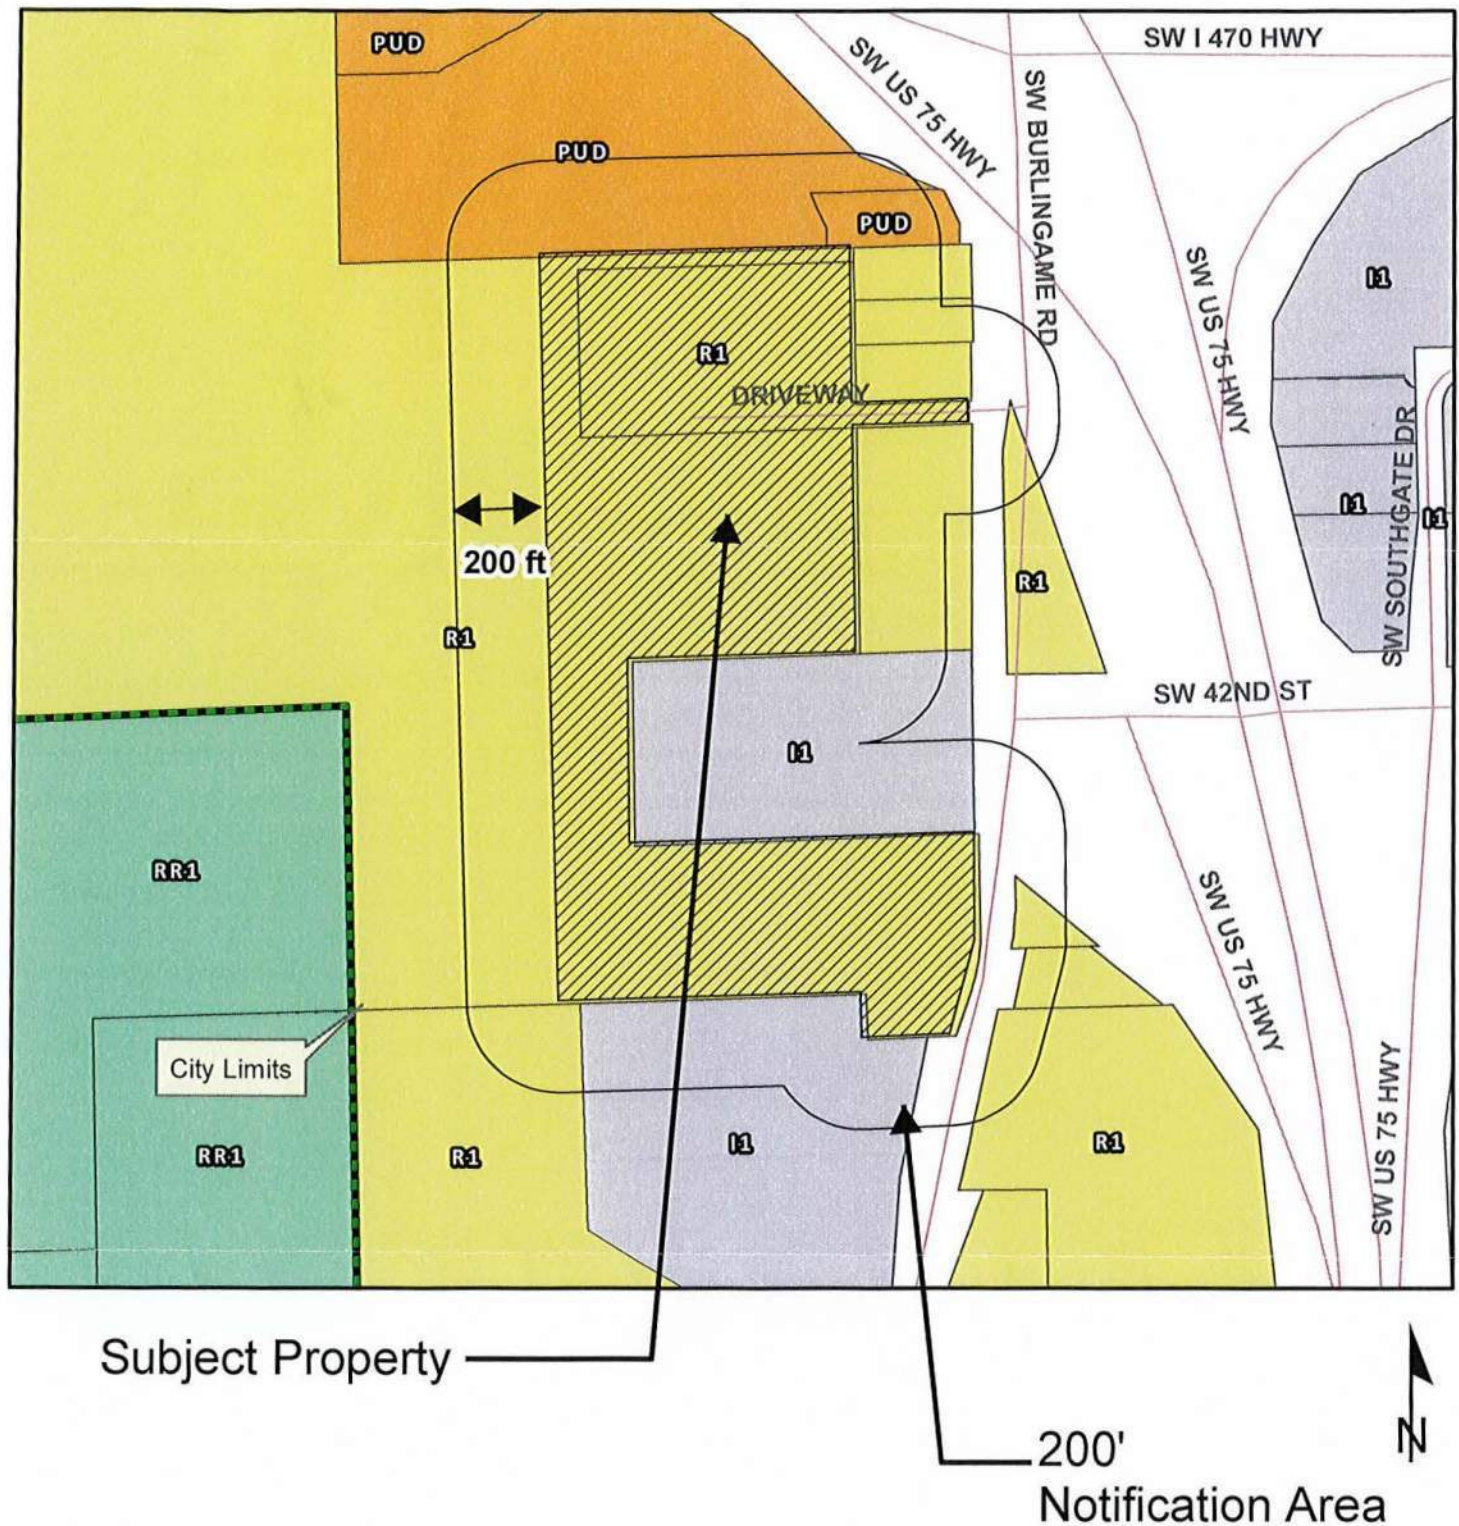 PUD
SW I 470 HWY
SW US 75 HWY
SW BURLINGAME RD
PUD
PUD
SW US 75 HWY
I1
R1
DRIVEWAY
SW SOUTHGATE DR
I1
I1
200 ft
R1
R1
SW 42ND ST
I1
RR1
SW US 75 HWY
City Limits
SW US 75 HWY
RR1
R1
I1
R1
Subject Property
N
200'
Notification Area